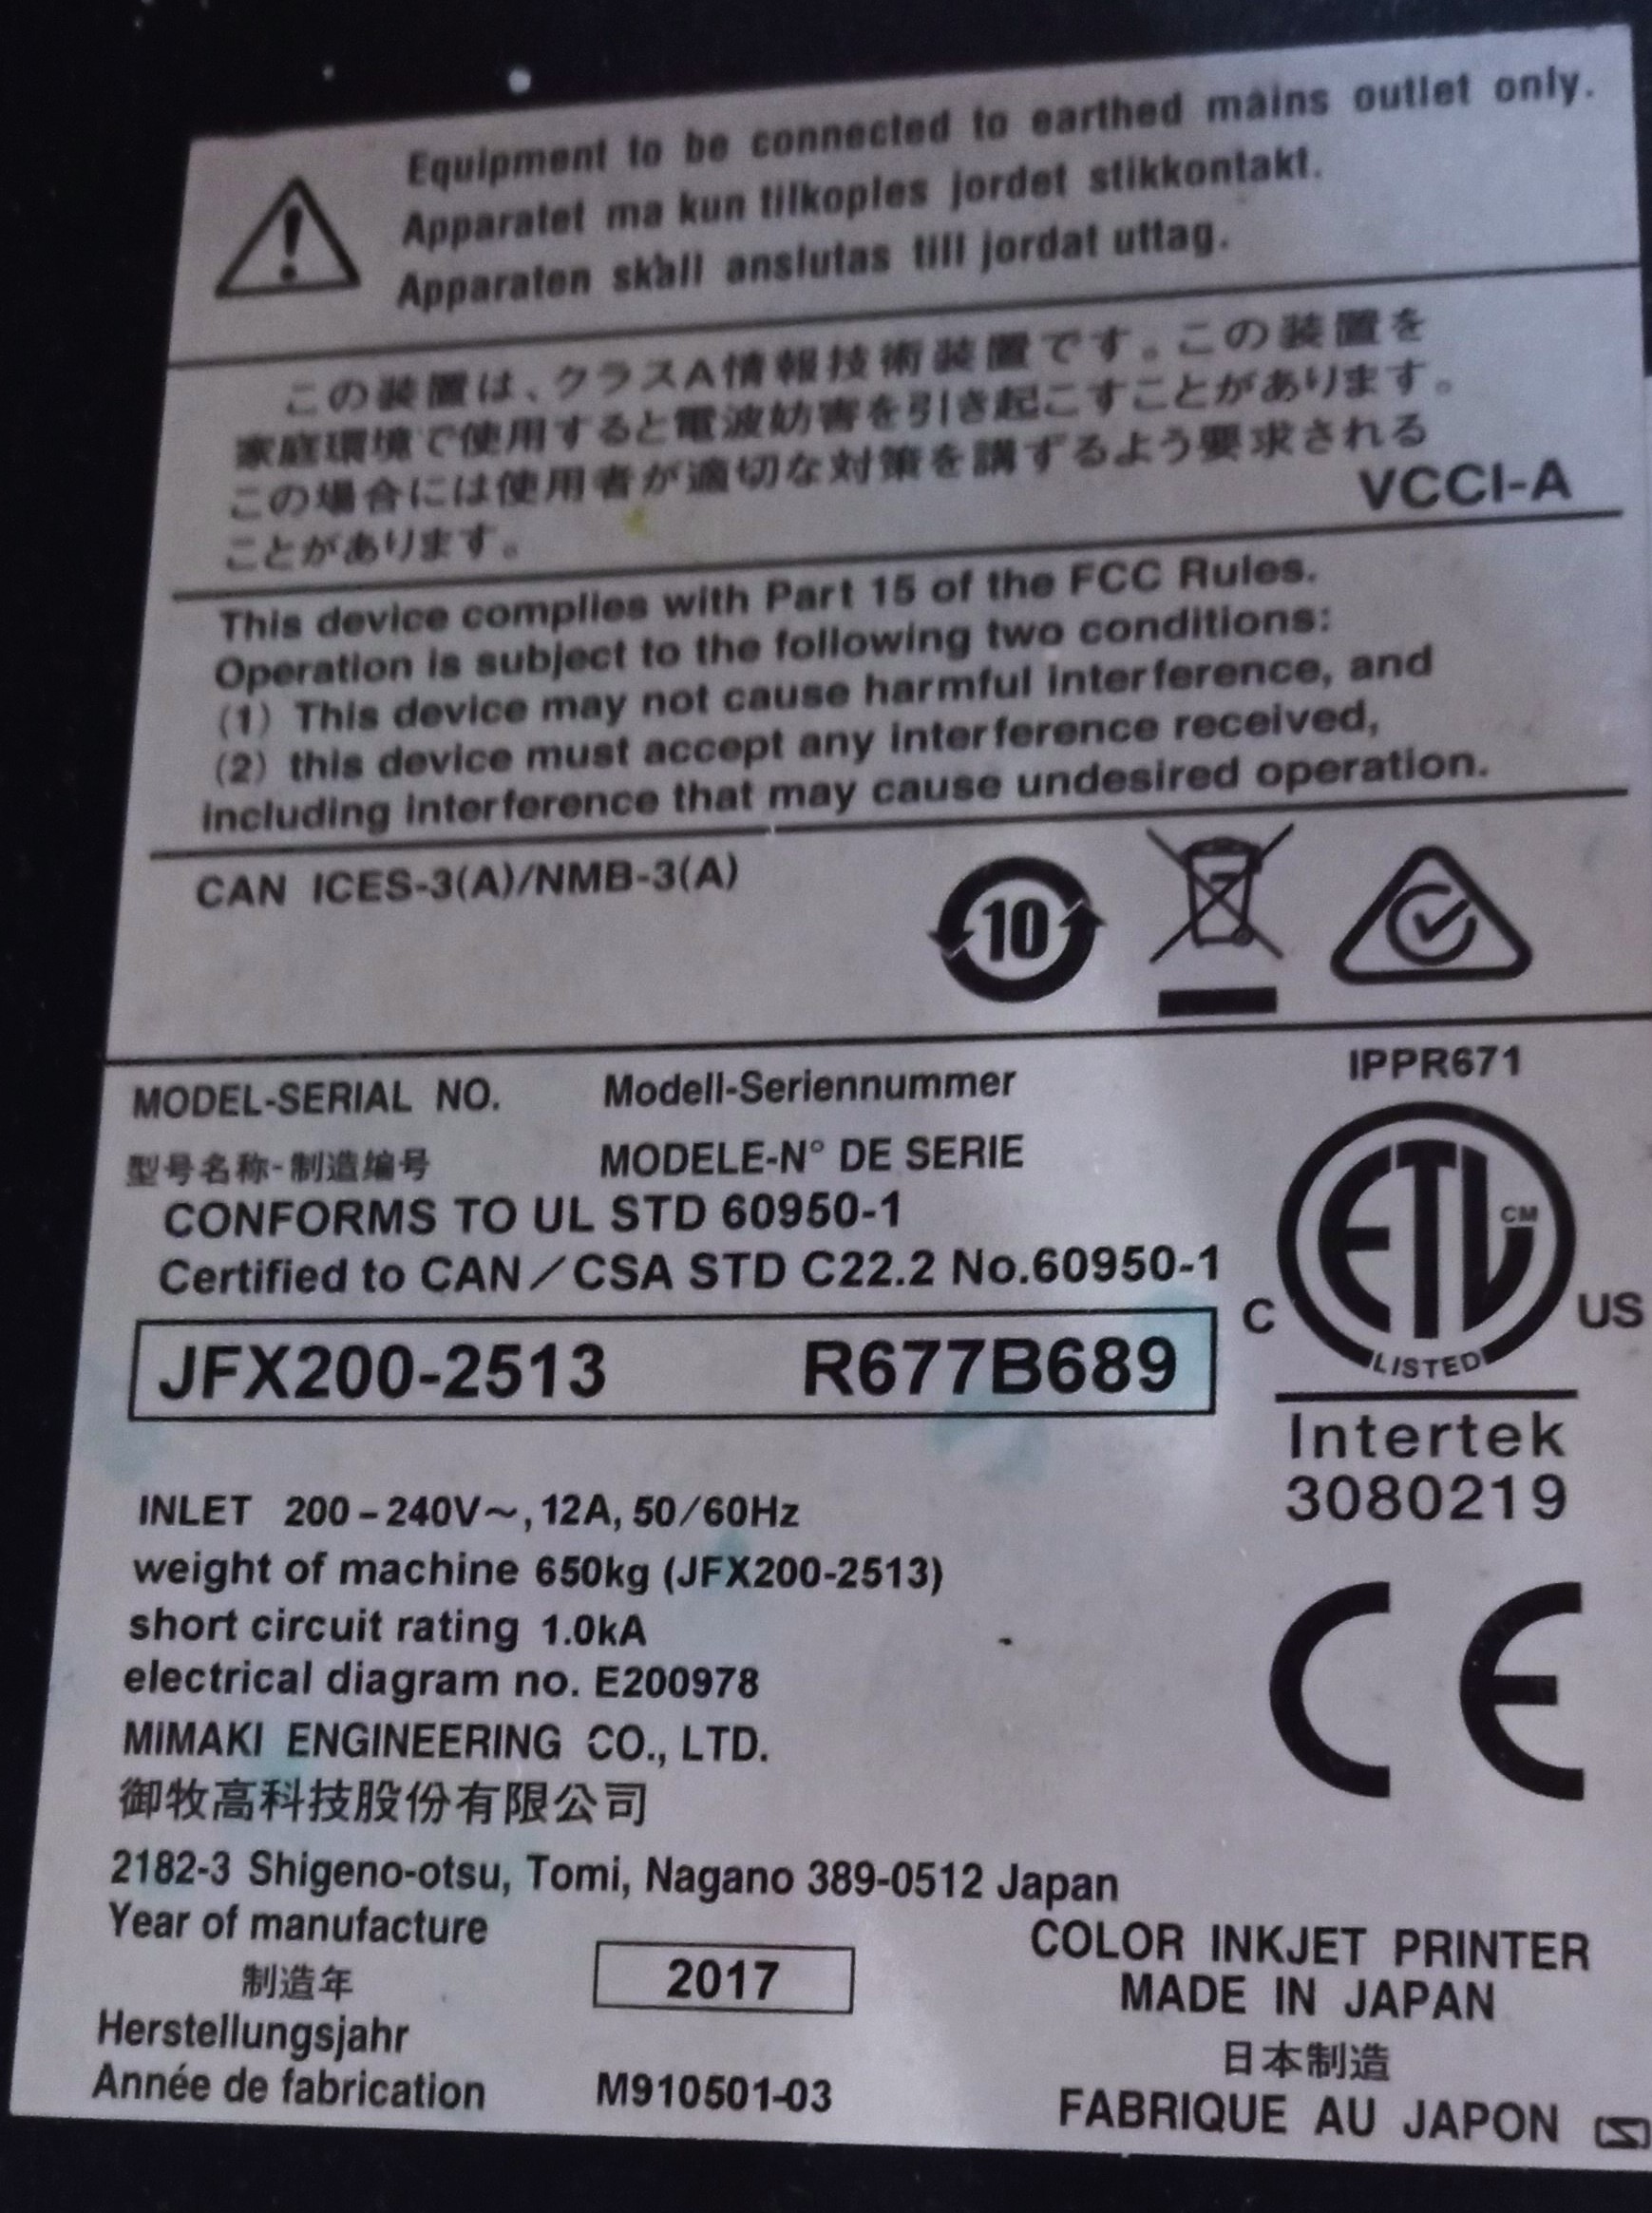 Equipment to be connected to earthed mains outlet only.
Apparatet ma kun tilkoples jordet stikkontakt.
Apparaten skall anslutas till jordat uttag.
この装置は、クラスA情報技術装置です。この装置を
家庭環境で使用すると電波妨害を引き起こすことがあります。
この場合には使用者が適切な対策を講ずるよう要求される
ことがあります。
VCCI-A
This device complies with Part 15 of the FCC Rules.
Operation is subject to the following two conditions:
(1) This device may not cause harmful interference, and
(2) this device must accept any interference received,
including interference that may cause undesired operation.
CAN ICES-3(A)/NMB-3(A)
10
MODEL-SERIAL NO. Modell-Seriennummer
型号名称-制造编号 MODELE-N° DE SERIE
CONFORMS TO UL STD 60950-1
Certified to CAN/CSA STD C22.2 No.60950-1
JFX200-2513 R677B689
IPPR671
ETL CM
C US
LISTED
Intertek
3080219
CE
INLET 200-240V~, 12A, 50/60Hz
weight of machine 650kg (JFX200-2513)
short circuit rating 1.0kA
electrical diagram no. E200978
MIMAKI ENGINEERING CO., LTD.
御牧高科技股份有限公司
2182-3 Shigeno-otsu, Tomi, Nagano 389-0512 Japan
Year of manufacture
制造年
Herstellungsjahr
Année de fabrication
2017
M910501-03
COLOR INKJET PRINTER
MADE IN JAPAN
日本制造
FABRIQUE AU JAPON